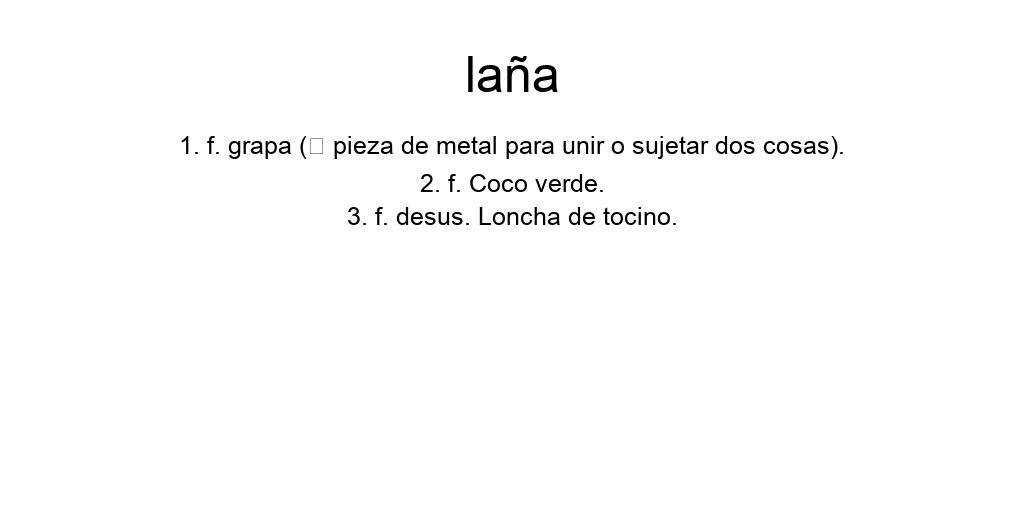 laña
1. f. grapa (▯ pieza de metal para unir o sujetar dos cosas).
2. f. Coco verde.
3. f. desus. Loncha de tocino.